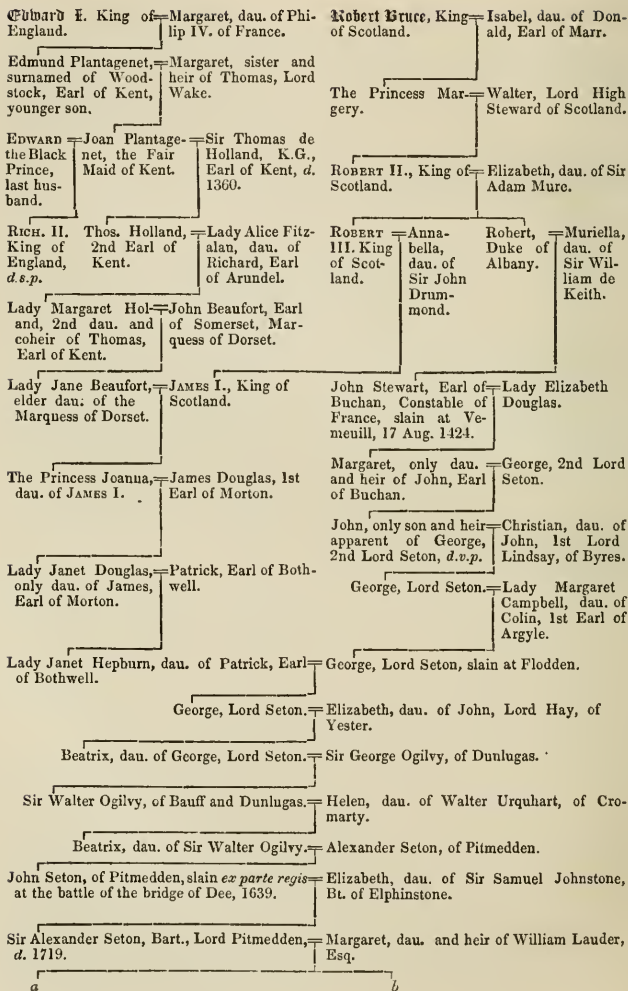 Edward I. King of England.
Margaret, dau. of Philip IV. of France.
Robert Bruce, King of Scotland.
Isabel, dau. of Donald, Earl of Marr.
Edmund Plantagenet,
surnamed of Woodstock, Earl of Kent,
younger son.
Margaret, sister and
heir of Thomas, Lord
Wake.
The Princess Margery.
Walter, Lord High
Steward of Scotland.
EDWARD
the Black
Prince,
last husband.
Joan Plantagenet, the Fair
Maid of Kent.
Sir Thomas de
Holland, K.G.,
Earl of Kent, d.
1360.
ROBERT II., King of
Scotland.
Elizabeth, dau. of Sir
Adam Mure.
RICH. II.
King of
England,
d.s.p.
Thos. Holland,
2nd Earl of
Kent.
Lady Alice Fitzalan, dau. of
Richard, Earl
of Arundel.
ROBERT
III. King
of Scotland.
Annabella,
dau. of
Sir John
Drummond.
Robert,
Duke of
Albany.
Muriella,
dau. of
Sir William de
Keith.
Lady Margaret Holand, 2nd dau. and
coheir of Thomas,
Earl of Kent.
John Beaufort, Earl
of Somerset, Marquess of Dorset.
Lady Jane Beaufort,
elder dau. of the
Marquess of Dorset.
JAMES I., King of
Scotland.
John Stewart, Earl of
Buchan, Constable of
France, slain at Vemeuill, 17 Aug. 1424.
Lady Elizabeth
Douglas.
Margaret, only dau.
and heir of John, Earl
of Buchan.
George, 2nd Lord
Seton.
The Princess Joanna,
dau. of JAMES I.
James Douglas, 1st
Earl of Morton.
John, only son and heir
apparent of George,
2nd Lord Seton, d.v.p.
Christian, dau. of
John, 1st Lord
Lindsay, of Byres.
Lady Janet Douglas,
only dau. of James,
Earl of Morton.
Patrick, Earl of Bothwell.
George, Lord Seton.
Lady Margaret
Campbell, dau. of
Colin, 1st Earl of
Argyle.
Lady Janet Hepburn, dau. of Patrick, Earl
of Bothwell.
George, Lord Seton, slain at Flodden.
George, Lord Seton.
Elizabeth, dau. of John, Lord Hay, of
Yester.
Beatrix, dau. of George, Lord Seton.
Sir George Ogilvy, of Dunlugas.
Sir Walter Ogilvy, of Bauff and Dunlugas.
Helen, dau. of Walter Urquhart, of Cromarty.
Beatrix, dau. of Sir Walter Ogilvy.
Alexander Seton, of Pitmedden.
John Seton, of Pitmedden, slain ex parte regis
at the battle of the bridge of Dee, 1639.
Elizabeth, dau. of Sir Samuel Johnstone,
Bt. of Elphinstone.
Sir Alexander Seton, Bart., Lord Pitmedden,
d. 1719.
Margaret, dau. and heir of William Lauder,
Esq.
a b